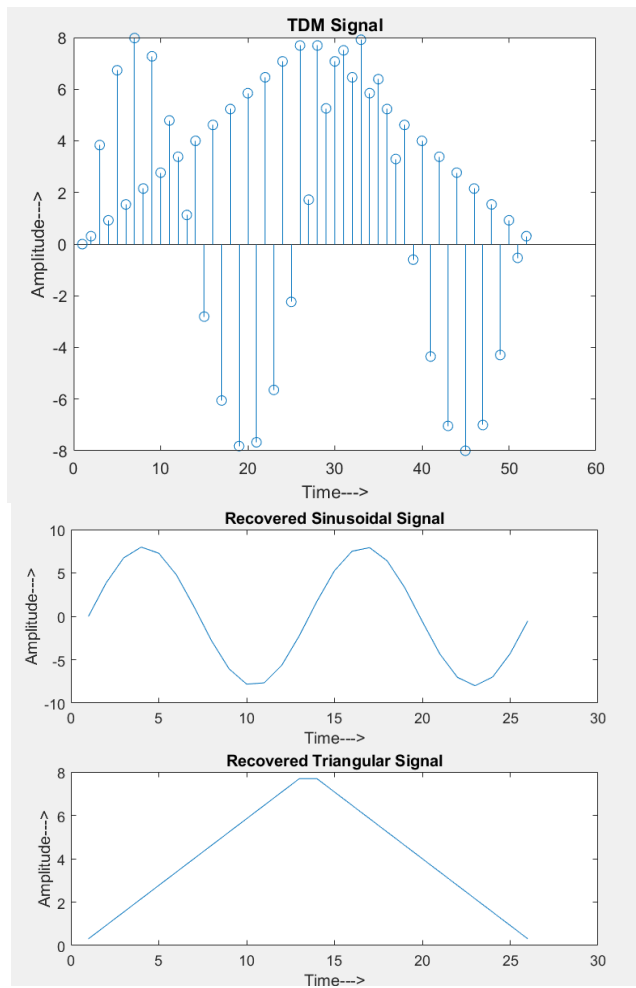 TDM Signal
8
6
4
2
0
-2
-4
-6
-8
Amplitude--->
0 10 20 30 40 50 60
Time--->
Recovered Sinusoidal Signal
10
5
0
-5
-10
Amplitude--->
0 5 10 15 20 25 30
Time--->
Recovered Triangular Signal
8
6
4
2
0
Amplitude--->
0 5 10 15 20 25 30
Time--->